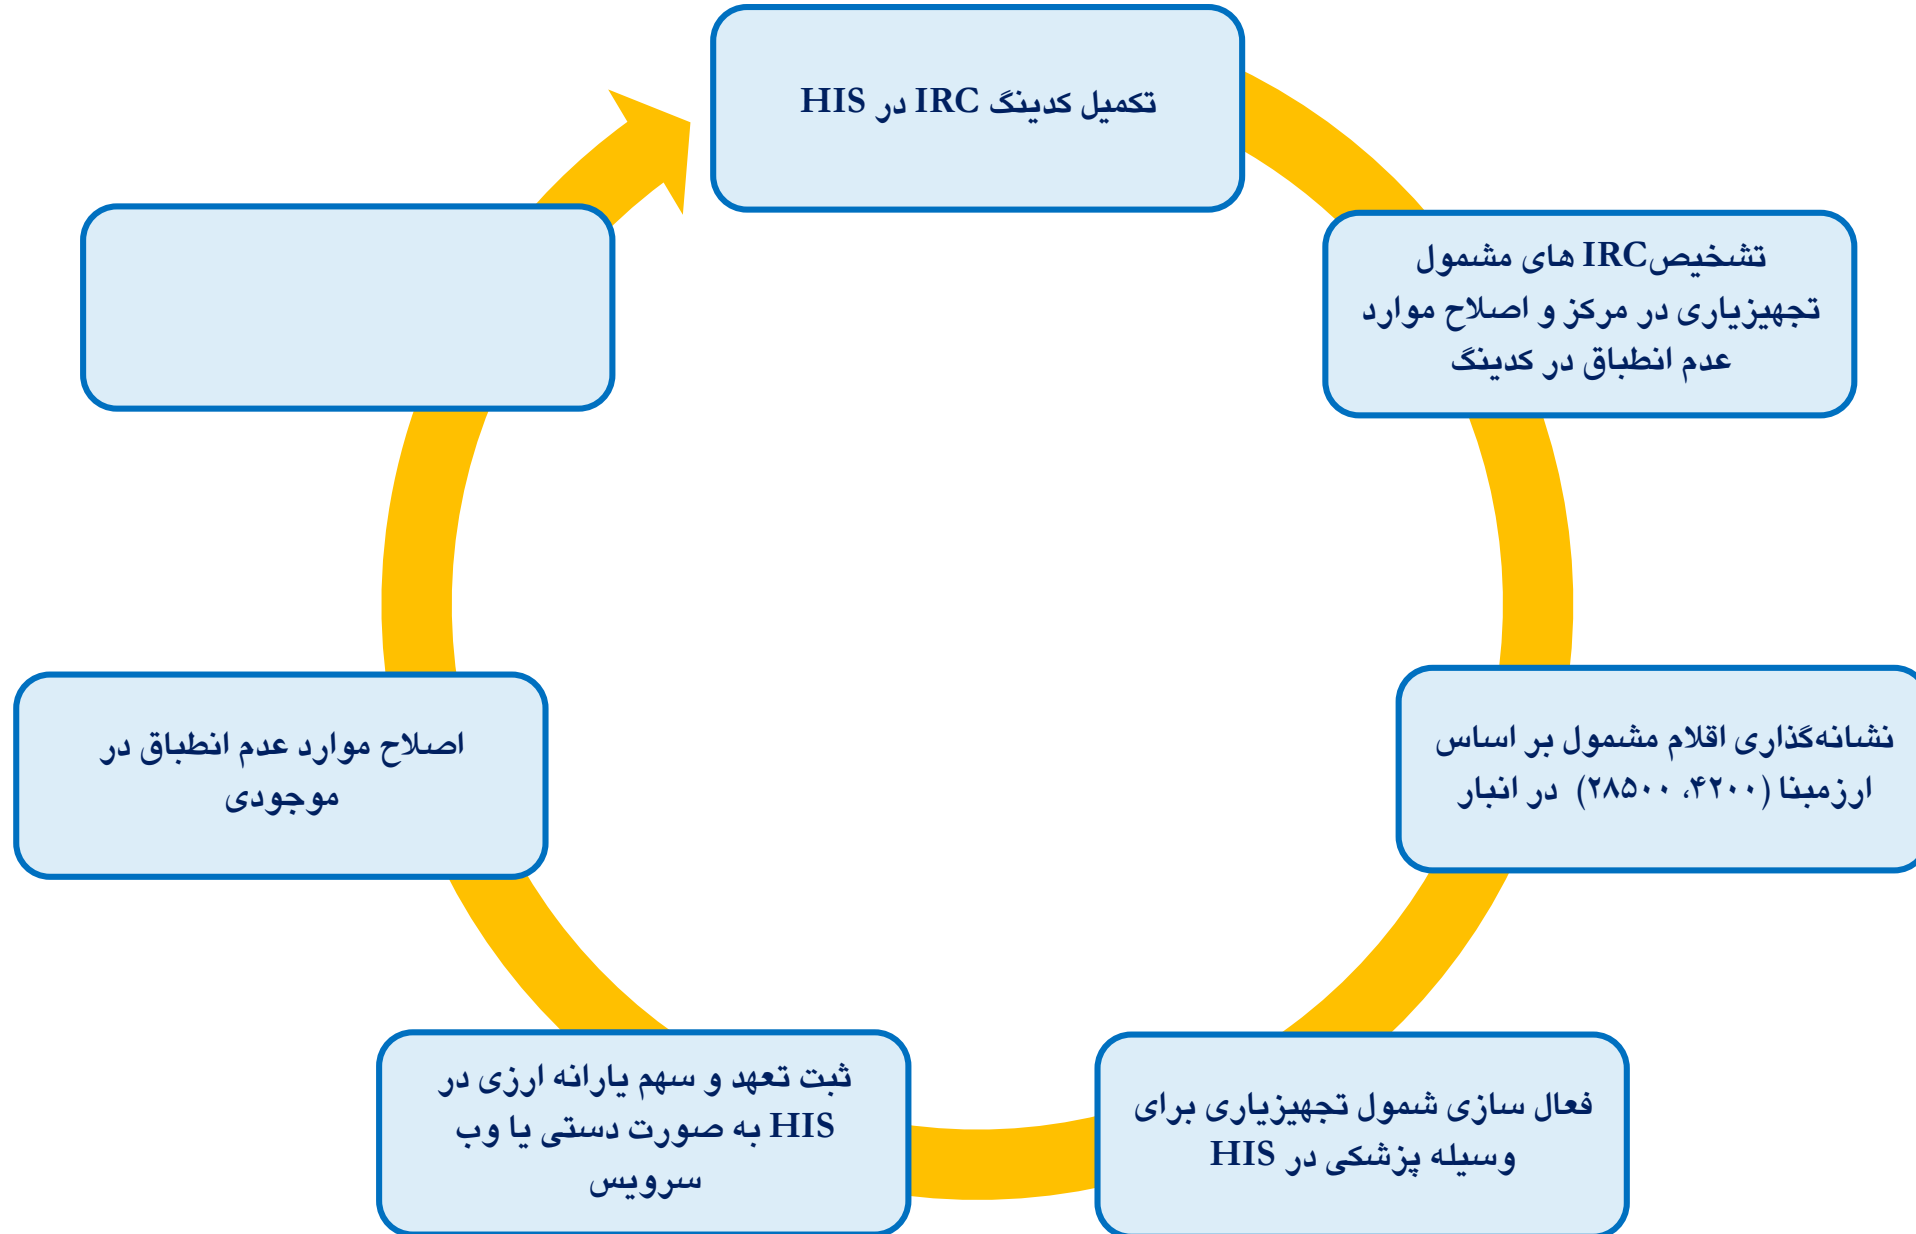 تکمیل کدینگ IRC در HIS
تشخیصIRC های مشمول
تجهیزیاری در مرکز و اصلاح موارد
عدم انطباق در کدینگ
نشانه‌گذاری اقلام مشمول بر اساس
ارزمبنا (۴۲۰۰، ۲۸۵۰۰) در انبار
فعال سازی شمول تجهیزیاری برای
وسیله پزشکی در HIS
ثبت تعهد و سهم یارانه ارزی در
HIS به صورت دستی یا وب
سرویس
اصلاح موارد عدم انطباق در
موجودی